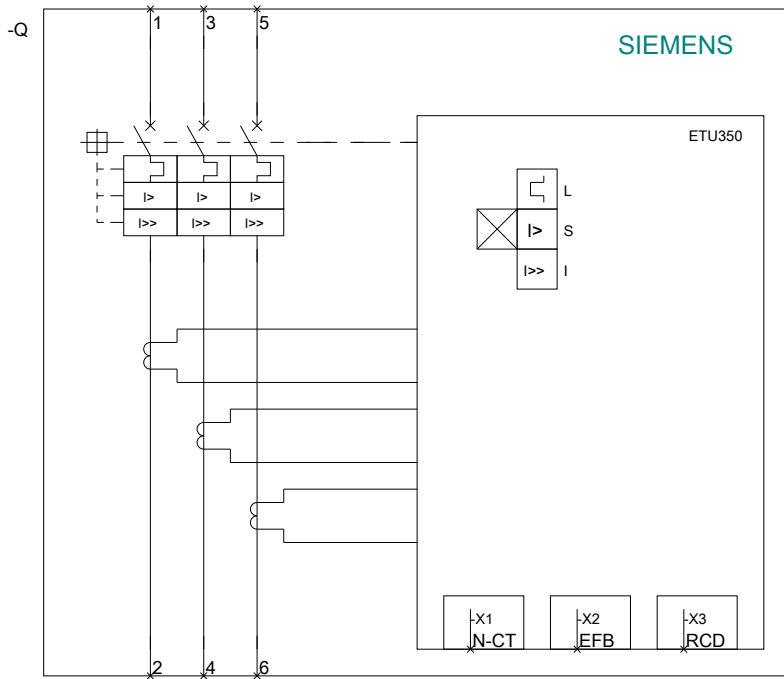 -Q
1 3 5
SIEMENS
ETU350
L
I> S
I>> I
I> I> I>
I>> I>> I>>
-X1 -X2 -X3
N-CT EFB RCD
2 4 6